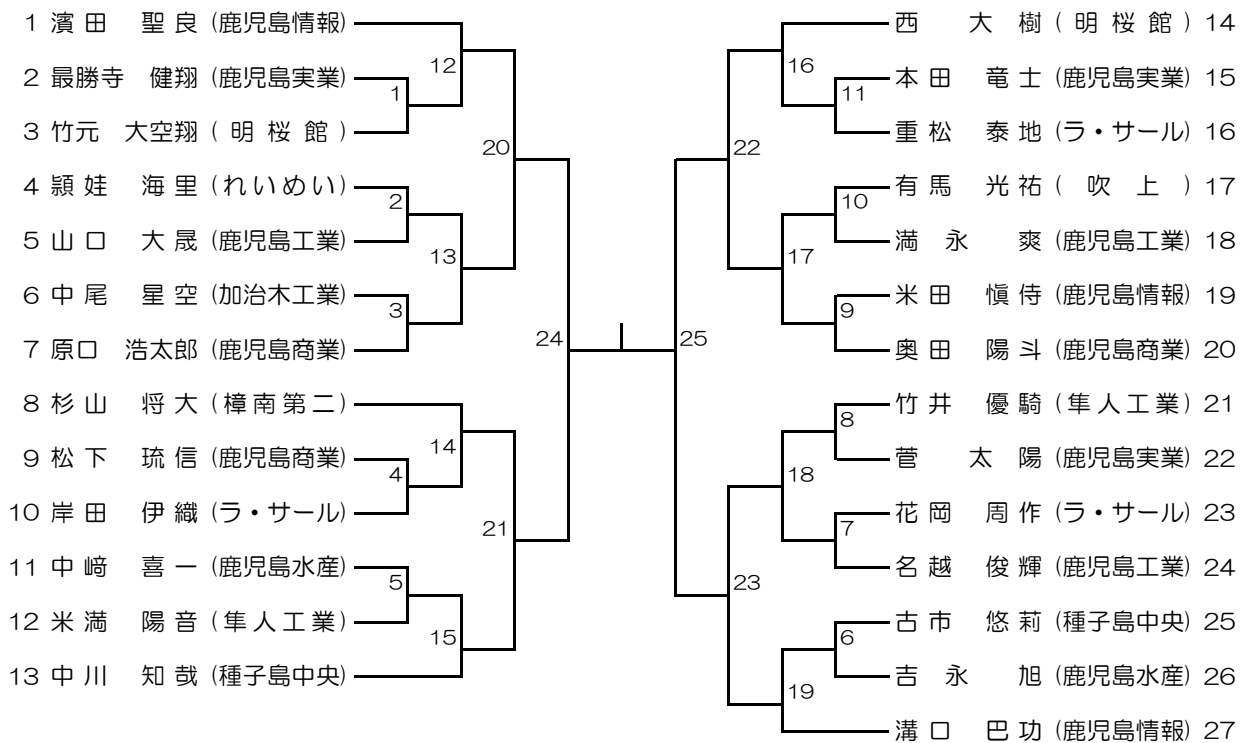 1 濱田 聖良 (鹿児島情報)
2 最勝寺 健翔 (鹿児島実業)
3 竹元 大空翔 (明桜館)
4 頴娃 海里 (れいめい)
5 山口 大晟 (鹿児島工業)
6 中尾 星空 (加治木工業)
7 原口 浩太郎 (鹿児島商業)
8 杉山 将大 (樟南第二)
9 松下 琉信 (鹿児島商業)
10 岸田 伊織 (ラ・サール)
11 中﨑 喜一 (鹿児島水産)
12 米満 陽音 (隼人工業)
13 中川 知哉 (種子島中央)
12
1
20
2
13
3
24
14
4
21
5
15
25
16
11
22
10
17
9
8
18
7
23
6
19
西 大樹 (明桜館) 14
本田 竜士 (鹿児島実業) 15
重松 泰地 (ラ・サール) 16
有馬 光祐 (吹上) 17
満永 爽 (鹿児島工業) 18
米田 愼侍 (鹿児島情報) 19
奥田 陽斗 (鹿児島商業) 20
竹井 優騎 (隼人工業) 21
菅 太陽 (鹿児島実業) 22
花岡 周作 (ラ・サール) 23
名越 俊輝 (鹿児島工業) 24
古市 悠莉 (種子島中央) 25
吉永 旭 (鹿児島水産) 26
溝口 巴功 (鹿児島情報) 27